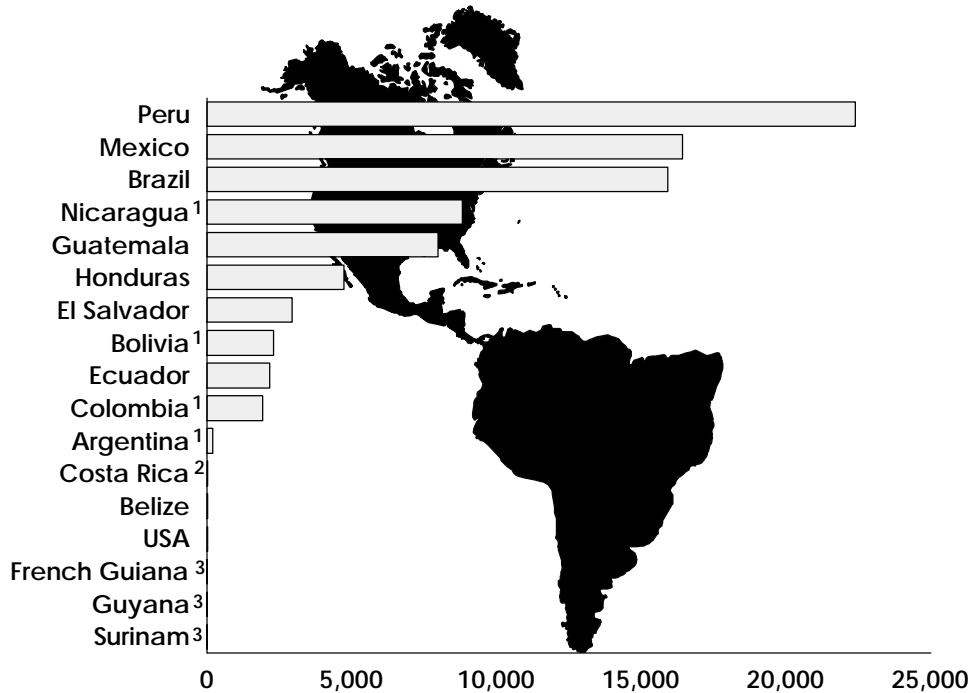 Peru
Mexico
Brazil
Nicaragua ¹
Guatemala
Honduras
El Salvador
Bolivia ¹
Ecuador
Colombia ¹
Argentina ¹
Costa Rica ²
Belize
USA
French Guiana ³
Guyana ³
Surinam ³
0 5,000 10,000 15,000 20,000 25,000